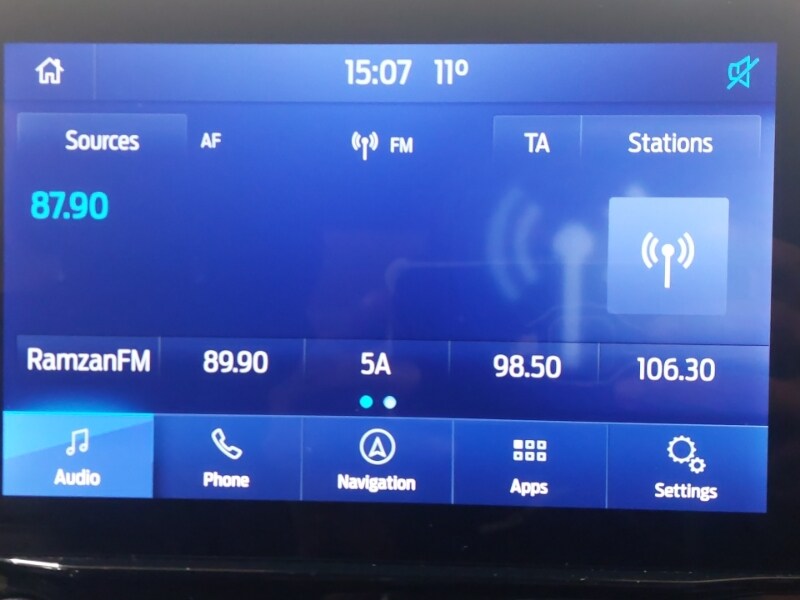 15:07 11º
Sources AF FM TA Stations
87.90
RamzanFM 89.90 5A 98.50 106.30
Audio Phone Navigation Apps Settings